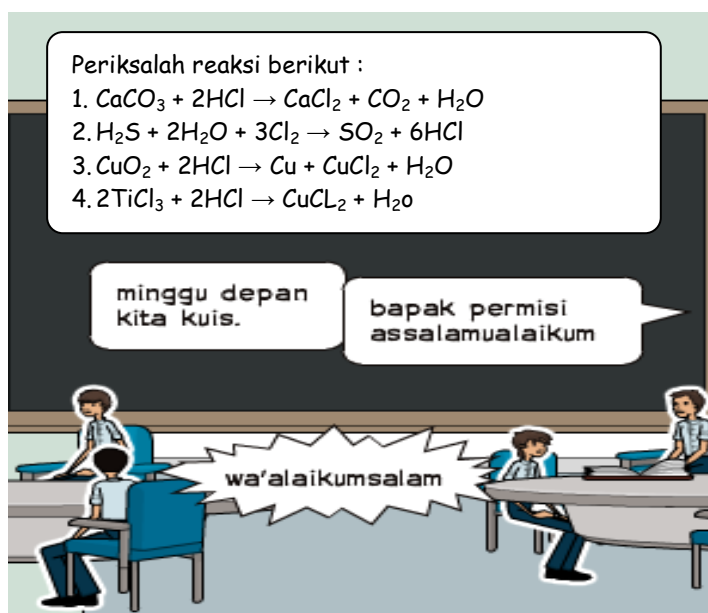 Periksalah reaksi berikut :
1. CaCO₃ + 2HCl → CaCl₂ + CO₂ + H₂O
2. H₂S + 2H₂O + 3Cl₂ → SO₂ + 6HCl
3. CuO₂ + 2HCl → Cu + CuCl₂ + H₂O
4. 2TiCl₃ + 2HCl → CuCL₂ + H₂o
minggu depan
kita kuis.
bapak permisi
assalamualaikum
wa'alaikumsalam